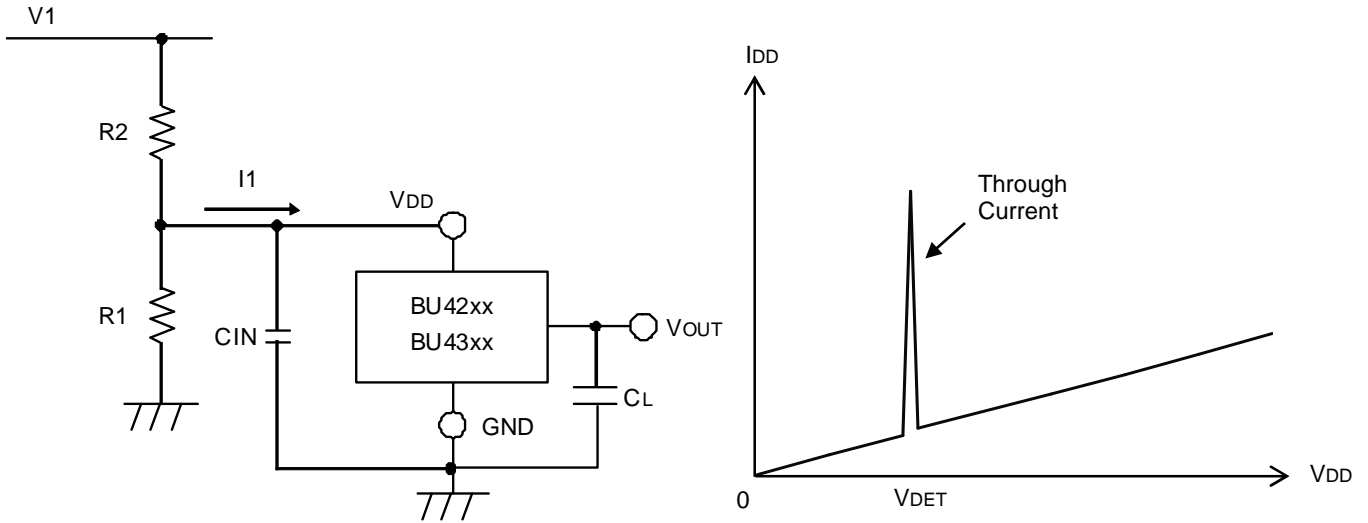 V1
R2
I1
VDD
R1
CIN
BU42xx
BU43xx
VOUT
CL
GND
IDD
Through
Current
0
VDET
VDD